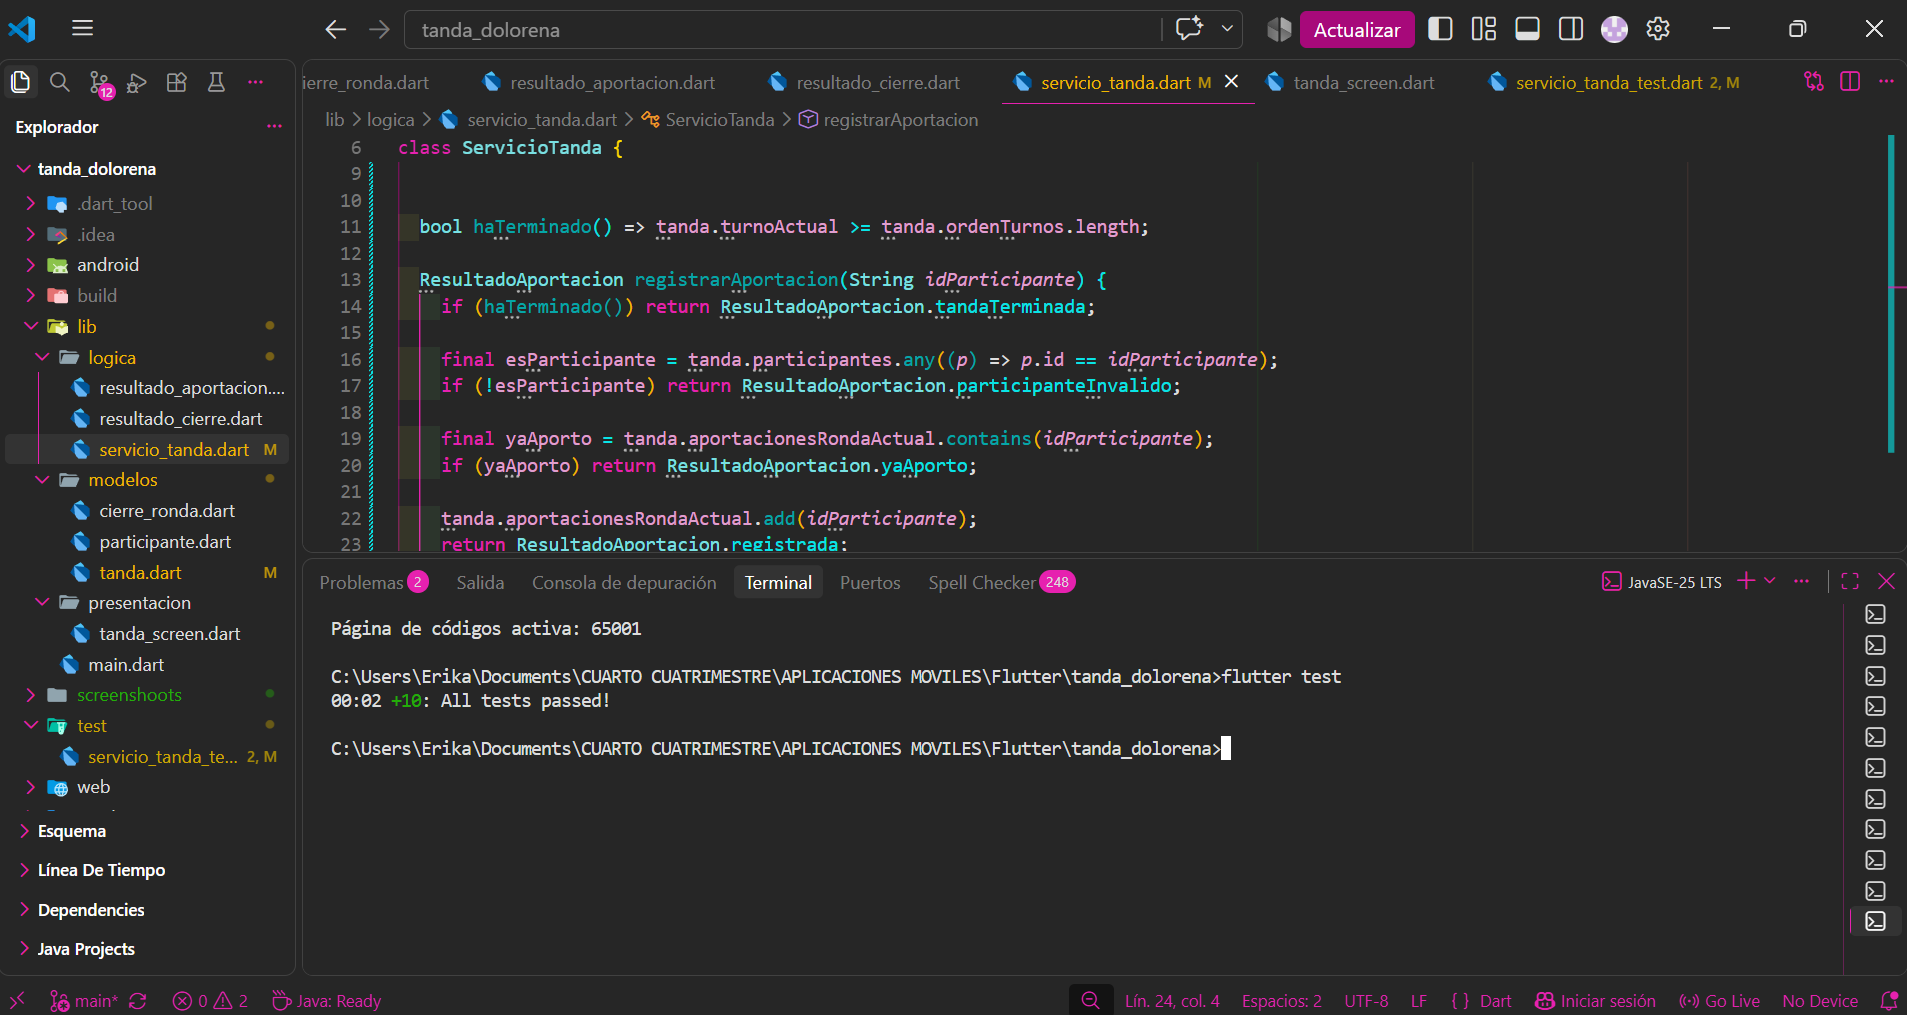 tanda_dolorena
Actualizar
12
Explorador
tanda_dolorena
.dart_tool
.idea
android
build
lib
logica
resultado_aportacion....
resultado_cierre.dart
servicio_tanda.dart M
modelos
cierre_ronda.dart
participante.dart
tanda.dart M
presentacion
tanda_screen.dart
main.dart
screenshoots
test
servicio_tanda_te... 2, M
web
Esquema
Línea De Tiempo
Dependencies
Java Projects
ierre_ronda.dart resultado_aportacion.dart resultado_cierre.dart servicio_tanda.dart M tanda_screen.dart servicio_tanda_test.dart 2, M
lib > logica > servicio_tanda.dart > ServicioTanda > registrarAportacion
6 class ServicioTanda {
9
10
11 bool haTerminado() => tanda.turnoActual >= tanda.ordenTurnos.length;
12
13 ResultadoAportacion registrarAportacion(String idParticipante) {
14 if (haTerminado()) return ResultadoAportacion.tandaTerminada;
15
16 final esParticipante = tanda.participantes.any((p) => p.id == idParticipante);
17 if (!esParticipante) return ResultadoAportacion.participanteInvalido;
18
19 final yaAporto = tanda.aportacionesRondaActual.contains(idParticipante);
20 if (yaAporto) return ResultadoAportacion.yaAporto;
21
22 tanda.aportacionesRondaActual.add(idParticipante);
23 return ResultadoAportacion.registrada;
Problemas 2 Salida Consola de depuración Terminal Puertos Spell Checker 248 JavaSE-25 LTS
Página de códigos activa: 65001
C:\Users\Erika\Documents\CUARTO CUATRIMESTRE\APLICACIONES MOVILES\Flutter\tanda_dolorena>flutter test
00:02 +10: All tests passed!
C:\Users\Erika\Documents\CUARTO CUATRIMESTRE\APLICACIONES MOVILES\Flutter\tanda_dolorena>
main* 0 2 Java: Ready Lín. 24, col. 4 Espacios: 2 UTF-8 LF { } Dart Iniciar sesión Go Live No Device